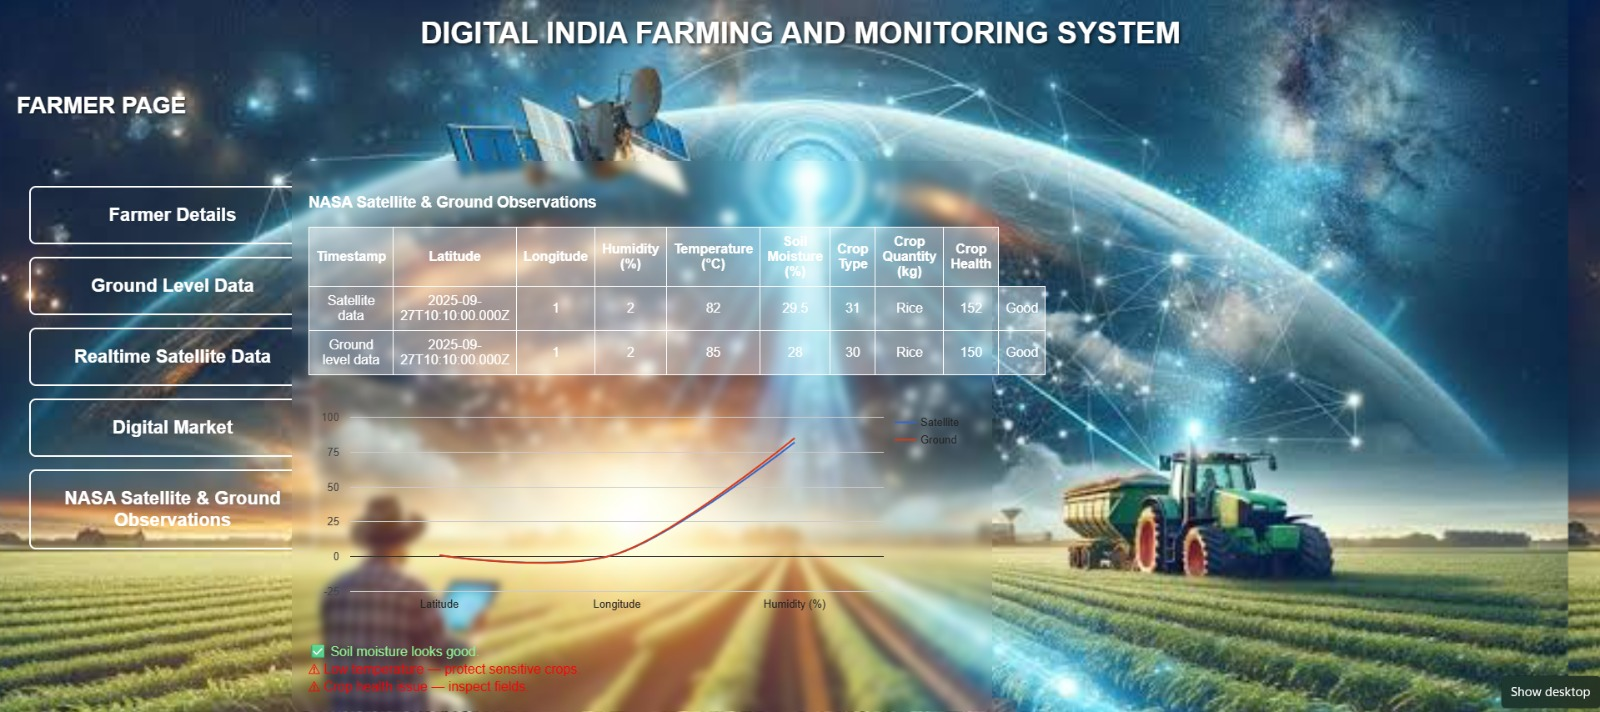 DIGITAL INDIA FARMING AND MONITORING SYSTEM
FARMER PAGE
Farmer Details
Ground Level Data
Realtime Satellite Data
Digital Market
NASA Satellite & Ground
Observations
NASA Satellite & Ground Observations
Timestamp Latitude Longitude Humidity (%) Temperature (°C) Soil Moisture (%) Crop Type Crop Quantity (kg) Crop Health
Satellite data 2025-09-27T10:10:00.000Z 1 2 82 29.5 31 Rice 152 Good
Ground level data 2025-09-27T10:10:00.000Z 1 2 85 28 30 Rice 150 Good
100
75
50
25
0
-25
Latitude Longitude Humidity (%)
Satellite
Ground
✅ Soil moisture looks good
⚠ Low temperature — protect sensitive crops
⚠ Crop health issue — inspect fields
Show desktop